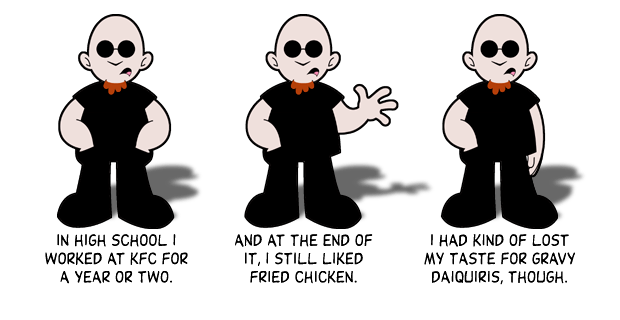 IN HIGH SCHOOL I
WORKED AT KFC FOR
A YEAR OR TWO.
AND AT THE END OF
IT, I STILL LIKED
FRIED CHICKEN.
I HAD KIND OF LOST
MY TASTE FOR GRAVY
DAIQUIRIS, THOUGH.